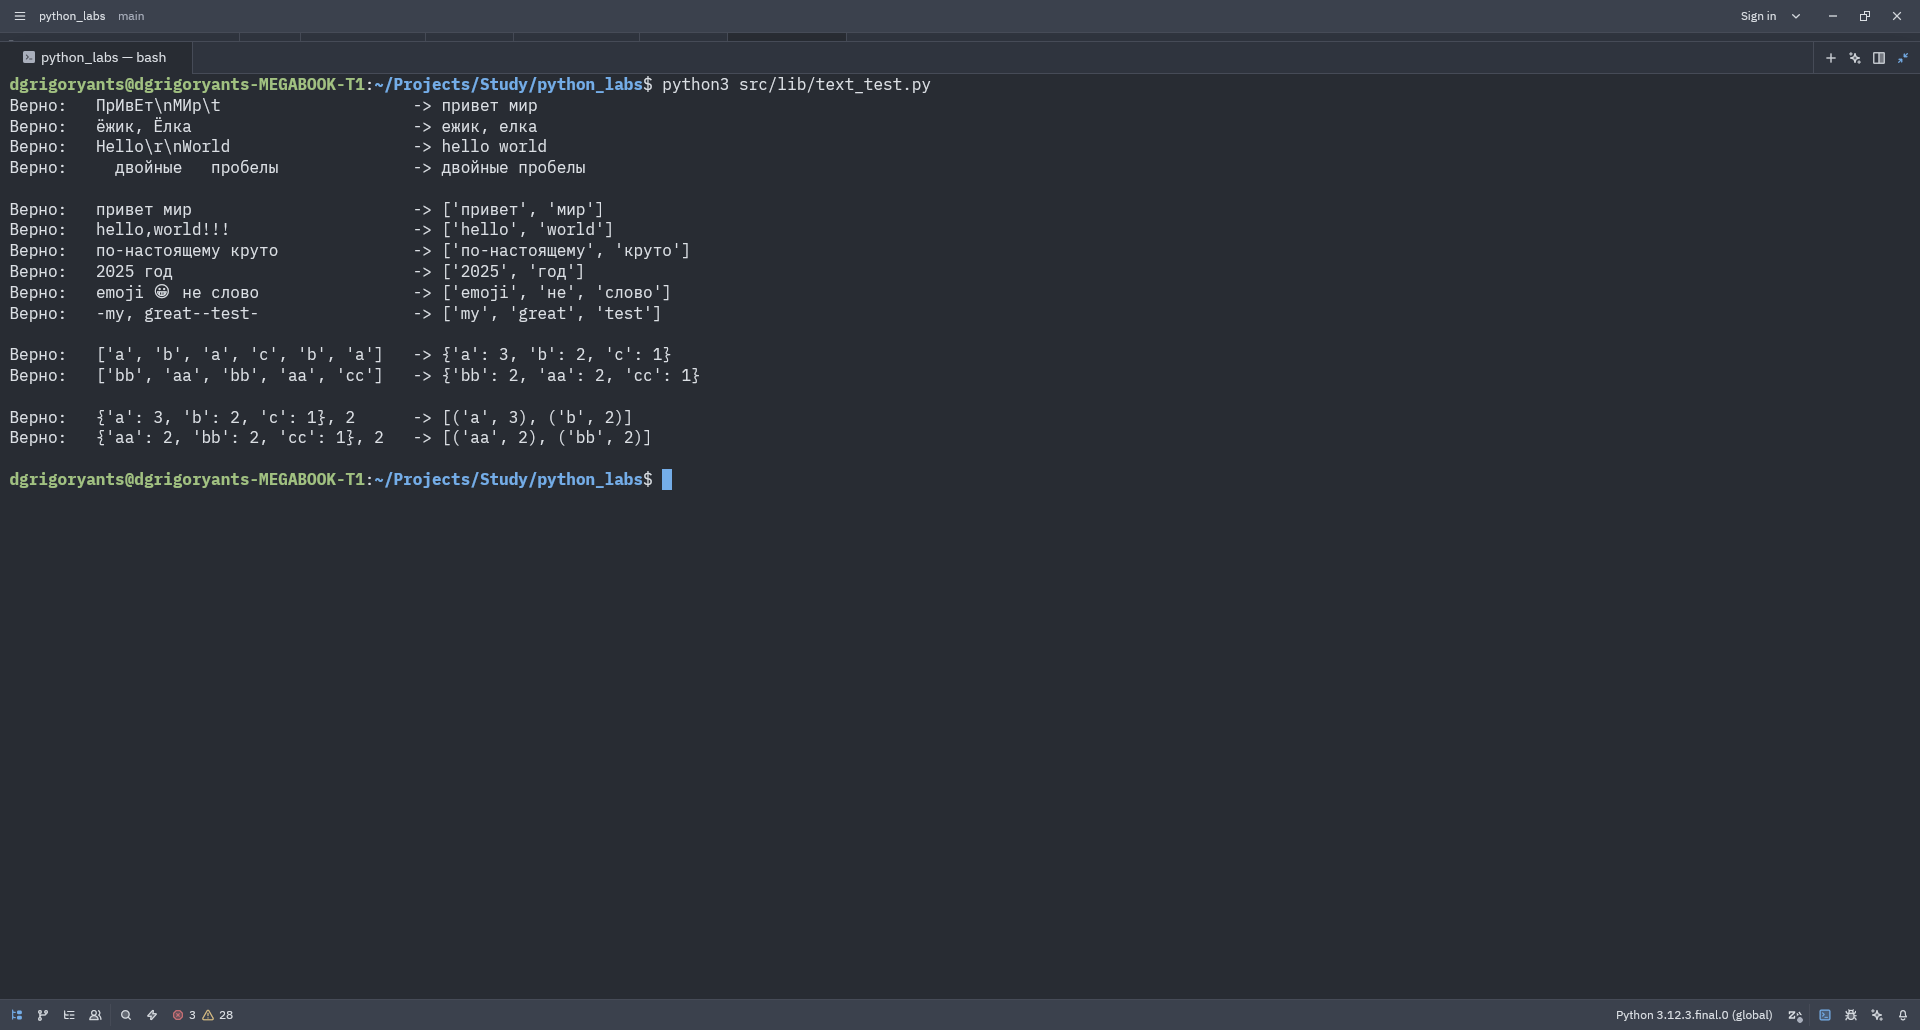 python_labs main Sign in
python_labs — bash
dgrigoryants@dgrigoryants-MEGABOOK-T1:~/Projects/Study/python_labs$ python3 src/lib/text_test.py
Верно:   ПрИвЕт\nМИр\t                    -> привет мир
Верно:   ёжик, Ёлка                       -> ежик, елка
Верно:   Hello\r\nWorld                   -> hello world
Верно:     двойные   пробелы              -> двойные пробелы
Верно:   привет мир                       -> ['привет', 'мир']
Верно:   hello,world!!!                   -> ['hello', 'world']
Верно:   по-настоящему круто              -> ['по-настоящему', 'круто']
Верно:   2025 год                         -> ['2025', 'год']
Верно:   emoji 😀 не слово                -> ['emoji', 'не', 'слово']
Верно:   -my, great--test-                -> ['my', 'great', 'test']
Верно:   ['a', 'b', 'a', 'c', 'b', 'a']   -> {'a': 3, 'b': 2, 'c': 1}
Верно:   ['bb', 'aa', 'bb', 'aa', 'cc']   -> {'bb': 2, 'aa': 2, 'cc': 1}
Верно:   {'a': 3, 'b': 2, 'c': 1}, 2      -> [('a', 3), ('b', 2)]
Верно:   {'aa': 2, 'bb': 2, 'cc': 1}, 2   -> [('aa', 2), ('bb', 2)]
dgrigoryants@dgrigoryants-MEGABOOK-T1:~/Projects/Study/python_labs$
3 28 Python 3.12.3.final.0 (global)